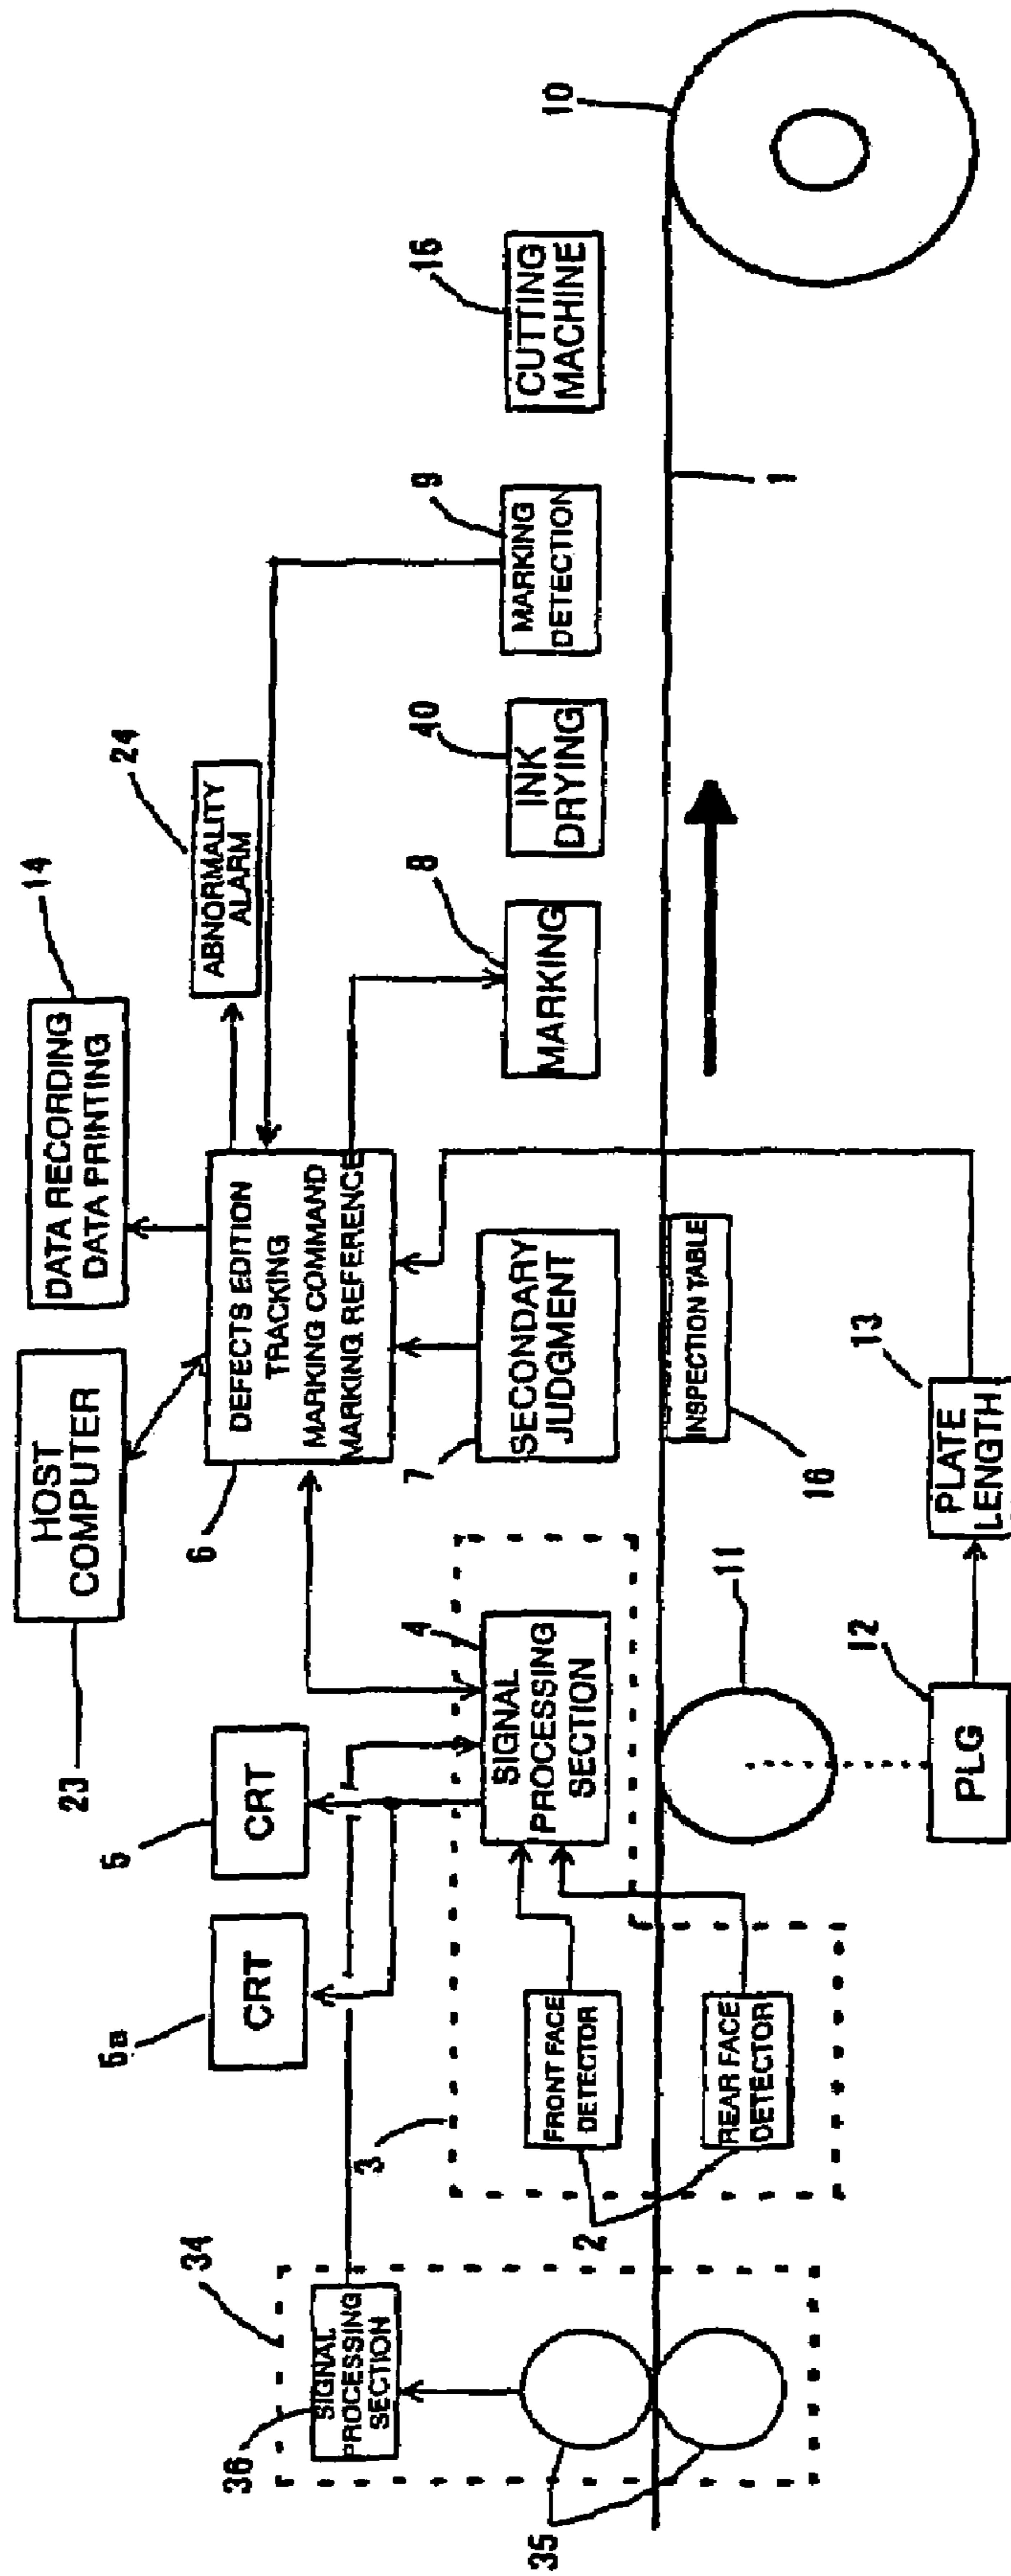 23
HOST
COMPUTER
DATA RECORDING
DATA PRINTING
14
5a
CRT
5
CRT
6
DEFECTS EDITION
TRACKING
MARKING COMMAND
MARKING REFERENCE
ABNORMALITY
ALARM
24
34
36
SIGNAL
PROCESSING
SECTION
3
4
SIGNAL
PROCESSING
SECTION
7
SECONDARY
JUDGMENT
8
MARKING
40
INK
DRYING
9
MARKING
DETECTION
15
CUTTING
MACHINE
10
FRONT FACE
DETECTOR
2
REAR FACE
DETECTOR
35
11
INSPECTION TABLE
16
1
12
PLG
13
PLATE
LENGTH